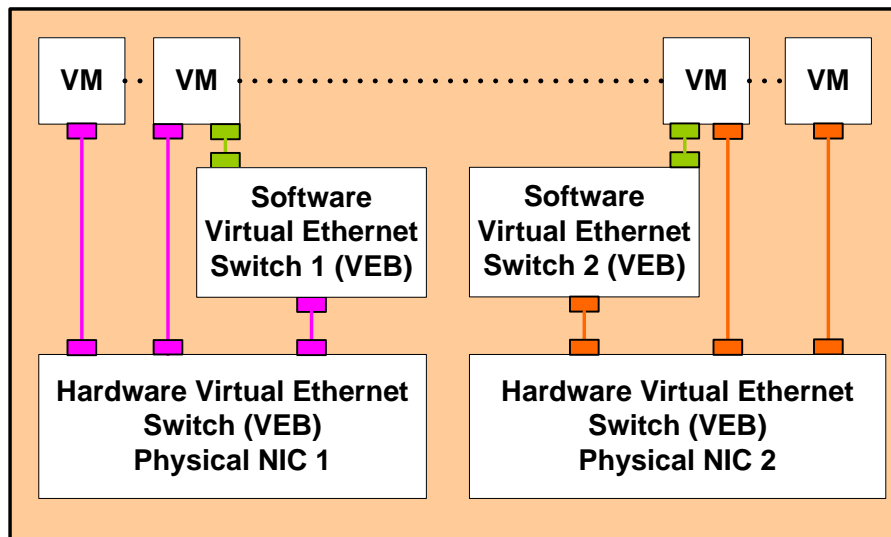 VM
VM
VM
VM
Software
Virtual Ethernet
Switch 1 (VEB)
Software
Virtual Ethernet
Switch 2 (VEB)
Hardware Virtual Ethernet
Switch (VEB)
Physical NIC 1
Hardware Virtual Ethernet
Switch (VEB)
Physical NIC 2